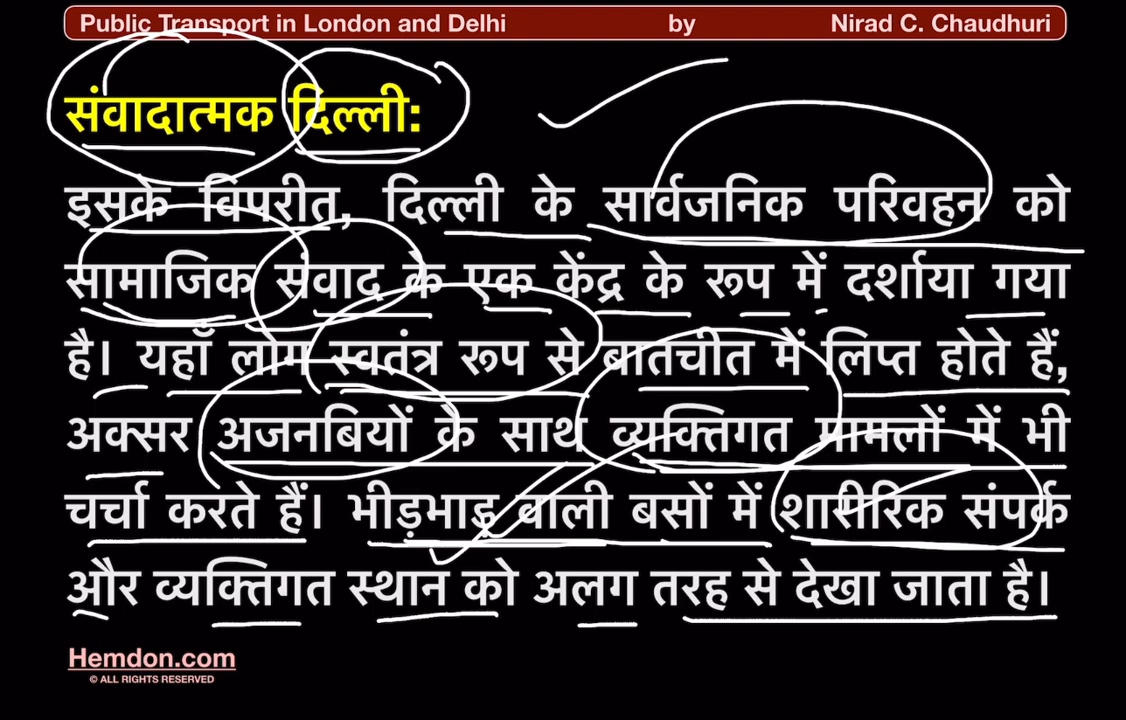 Public Transport in London and Delhi by Nirad C. Chaudhuri
संवादात्मक दिल्ली:
इसके विपरीत, दिल्ली के सार्वजनिक परिवहन को
सामाजिक संवाद के एक केंद्र के रूप में दर्शाया गया
है। यहाँ लोग स्वतंत्र रूप से बातचीत में लिप्त होते हैं,
अक्सर अजनबियों के साथ व्यक्तिगत मामलों में भी
चर्चा करते हैं। भीड़भाड़ वाली बसों में शारीरिक संपर्क
और व्यक्तिगत स्थान को अलग तरह से देखा जाता है।
Hemdon.com
© ALL RIGHTS RESERVED